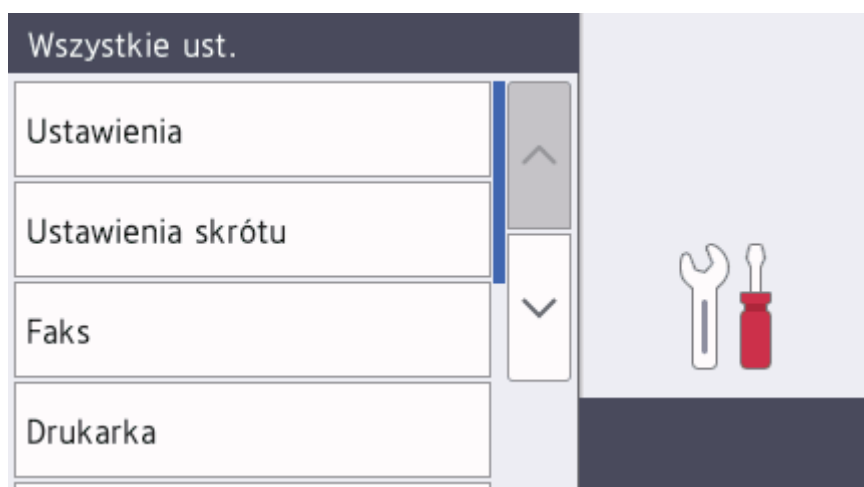 Wszystkie ust.
Ustawienia
Ustawienia skrótu
Faks
Drukarka